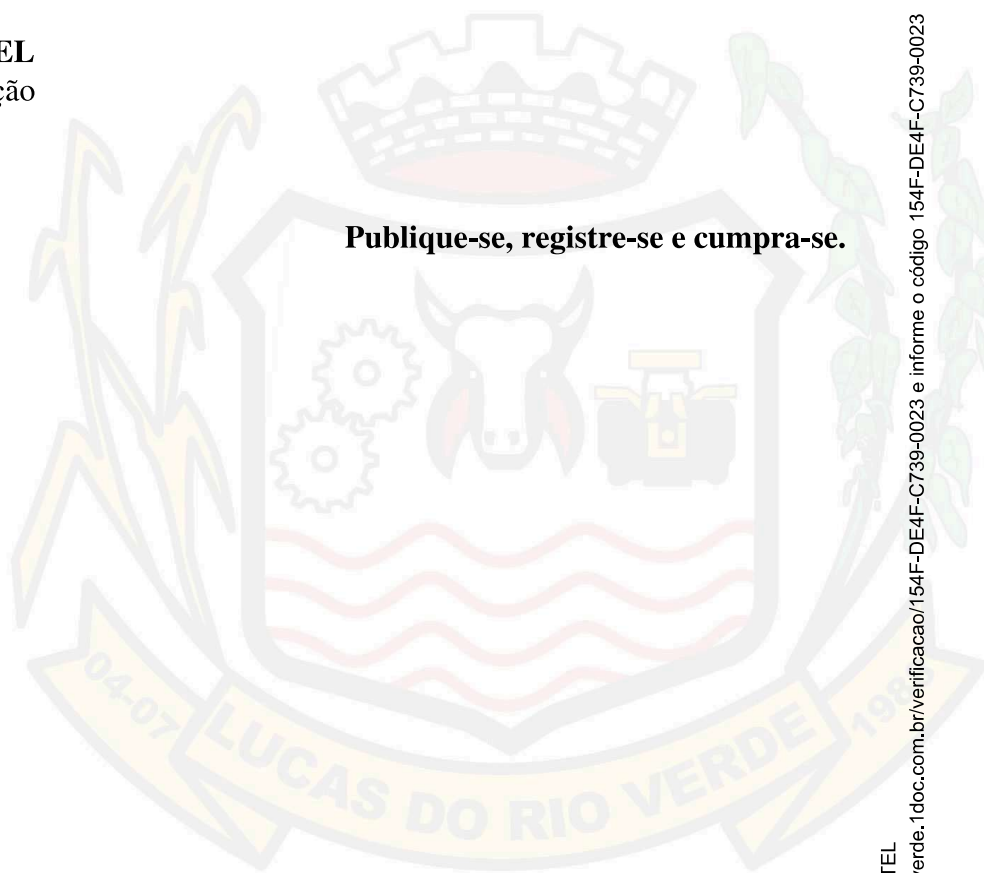 EL
ção
Publique-se, registre-se e cumpra-se.
04-07
LUCAS DO RIO VERDE
1988
TEL
verde.1doc.com.br/verificacao/154F-DE4F-C739-0023 e informe o código 154F-DE4F-C739-0023